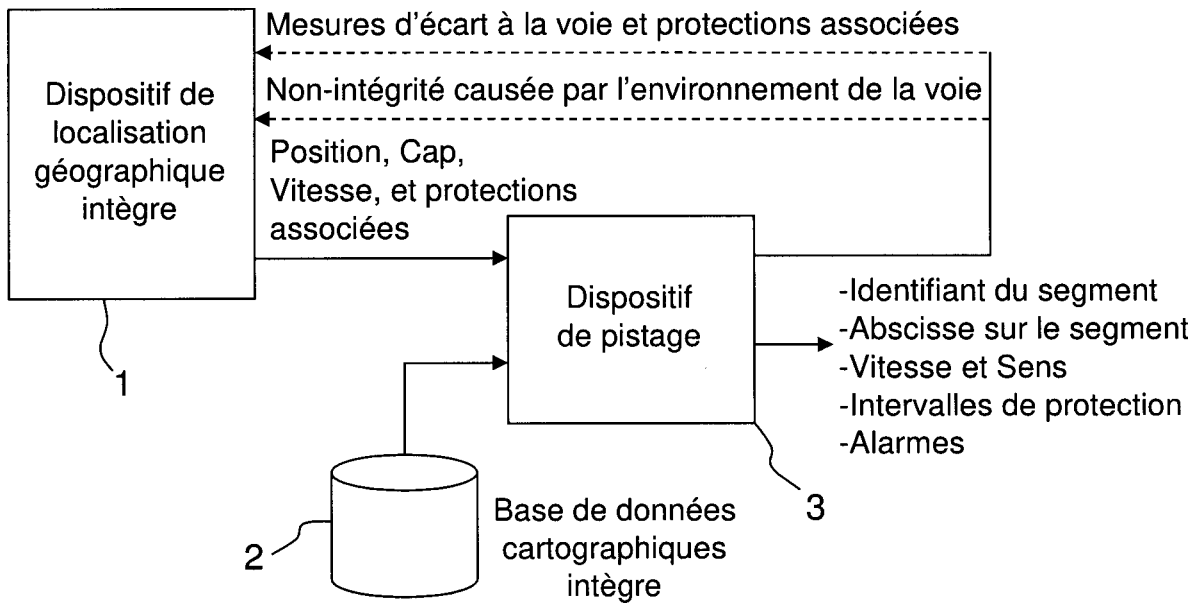 Mesures d'écart à la voie et protections associées
Non-intégrité causée par l'environnement de la voie
Dispositif de
localisation
géographique
intègre
Position, Cap,
Vitesse, et protections
associées
1
Dispositif
de pistage
-Identifiant du segment
-Abscisse sur le segment
-Vitesse et Sens
-Intervalles de protection
-Alarmes
3
2
Base de données
cartographiques
intègre